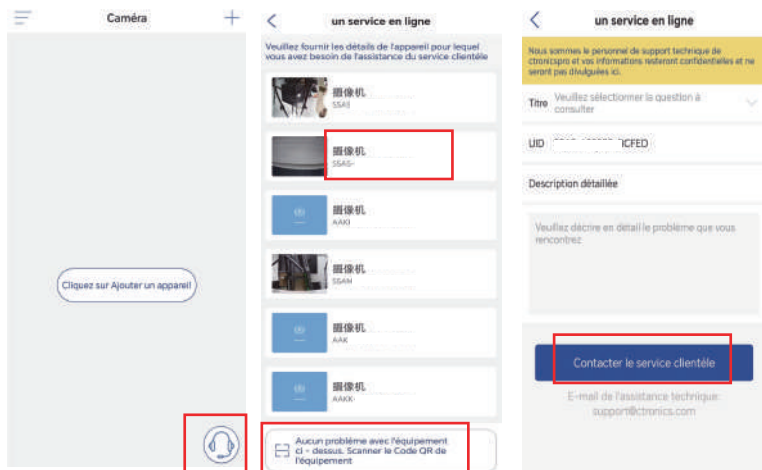 Caméra
Cliquez sur Ajouter un appareil
un service en ligne
Veuillez fournir les détails de l'appareil pour lequel
vous avez besoin de l'assistance du service clientéle
摄像机
SSAS-
摄像机
AAKI
摄像机
SSAH
摄像机
AAK
摄像机
AAKK
摄像机
Aucun problème avec l'équipement
ci - dessus. Scanner le Code QR de
l'équipement
un service en ligne
Nous sommes le personnel de support technique de
ctronicspro et vos informations resteront confidentielles et ne
seront pas divulguées ici.
Titre
Veuillez sélectionner la question à
consulter
UID
Description détaillée
Veuillez décrire en détail le problème que vous
rencontrez
Contacter le service clientéle
E-mail de l'assistance technique:
support@ctronics.com